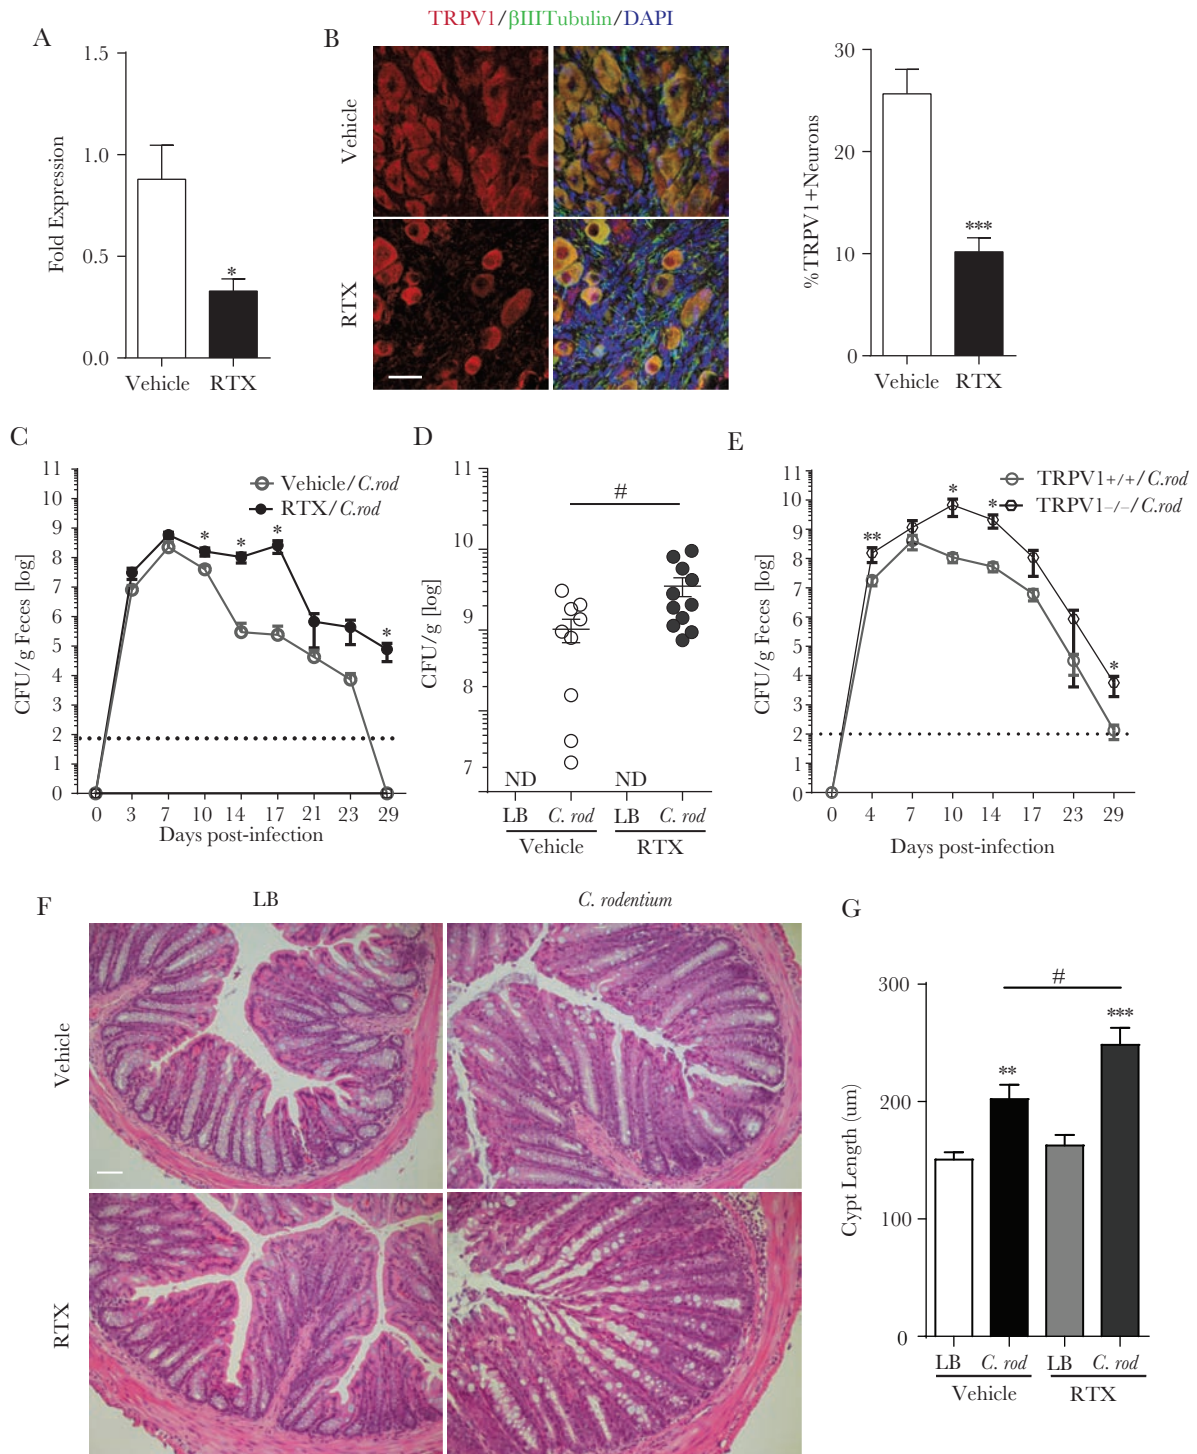 A
1.5
1.0
0.5
0.0
Fold Expression
*
Vehicle
RTX
B
TRPV1/βIIITubulin/DAPI
Vehicle
RTX
30
20
10
0
%TRPV1+Neurons
***
Vehicle
RTX
C
11
10
9
8
7
6
5
4
3
2
1
0
CFU/g Feces [log]
Vehicle/C.rod
RTX/C.rod
* * * *
0 3 7 10 14 17 21 23 29
Days post-infection
D
11
10
9
8
7
CFU/g [log]
#
ND ND
LB C. rod LB C. rod
Vehicle RTX
E
11
10
9
8
7
6
5
4
3
2
1
0
CFU/g Feces [log]
TRPV1+/+/C.rod
TRPV1-/-/C.rod
** * * *
0 4 7 10 14 17 23 29
Days post-infection
F
LB
C. rodentium
Vehicle
RTX
G
300
200
100
0
Cypt Length (um)
#
**
***
LB C. rod LB C. rod
Vehicle RTX